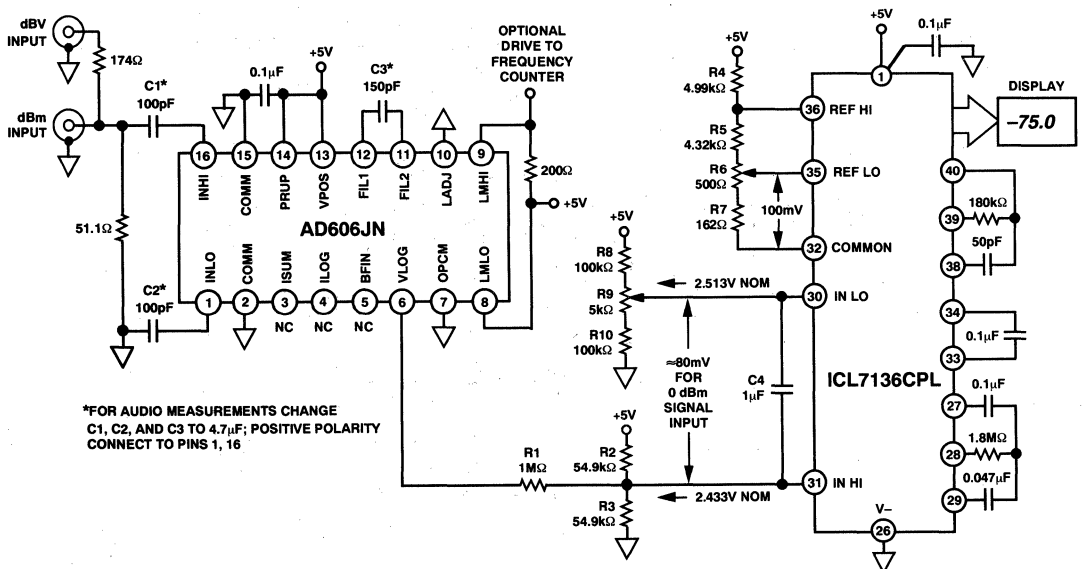 dBV
INPUT
174Ω
dBm
INPUT
C1*
100pF
0.1µF
+5V
C3*
150pF
OPTIONAL
DRIVE TO
FREQUENCY
COUNTER
16
15
14
13
12
11
10
9
INHI
COMM
PRUP
VPOS
FIL1
FIL2
LADJ
LMHI
200Ω
+5V
AD606JN
51.1Ω
INLO
COMM
ISUM
ILOG
BFIN
VLOG
OPCM
LMLO
1
2
3
4
5
6
7
8
NC
NC
NC
C2*
100pF
*FOR AUDIO MEASUREMENTS CHANGE
C1, C2, AND C3 TO 4.7µF; POSITIVE POLARITY
CONNECT TO PINS 1, 16
R1
1MΩ
+5V
R2
54.9kΩ
R3
54.9kΩ
+5V
R8
100kΩ
R9
5kΩ
R10
100kΩ
2.513V NOM
≈80mV
FOR
0 dBm
SIGNAL
INPUT
2.433V NOM
C4
1µF
+5V
R4
4.99kΩ
R5
4.32kΩ
R6
500Ω
R7
162Ω
100mV
+5V
0.1µF
1
36 REF HI
35 REF LO
32 COMMON
30 IN LO
31 IN HI
V–
26
ICL7136CPL
DISPLAY
–75.0
40
39
180kΩ
38
50pF
34
0.1µF
33
27
0.1µF
28
1.8MΩ
29
0.047µF